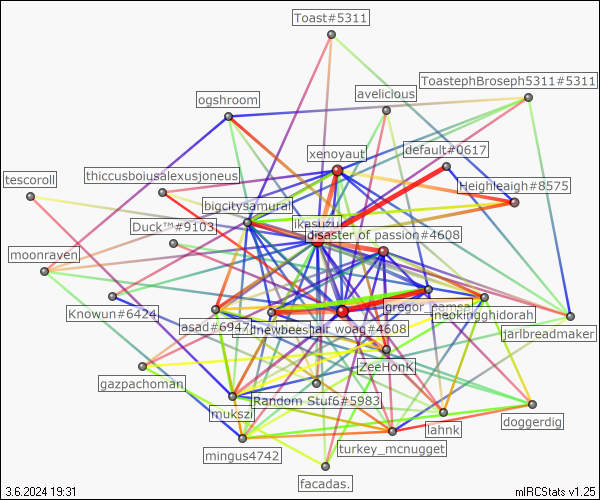 Toast#5311
ToastephBroseph5311#5311
avelicious
ogshroom
default#0617
xenoyaut
tescoroll
thiccusboiusalexusjoneus
Heighleaigh#8575
bigcitysamurai
ikasuzu
Duck™#9103
disaster of passion#4608
moonraven
Knowun#6424
gregor_samsa
neokingghidorah
asad#6947
newbees
hair_woag#4608
jarlbreadmaker
ZeeHonK
gazpachoman
Random Stuf6#5983
mukszi
lahnk
doggerdig
turkey_mcnugget
mingus4742
facadas.
3.6.2024 19:31
mIRCStats v1.25